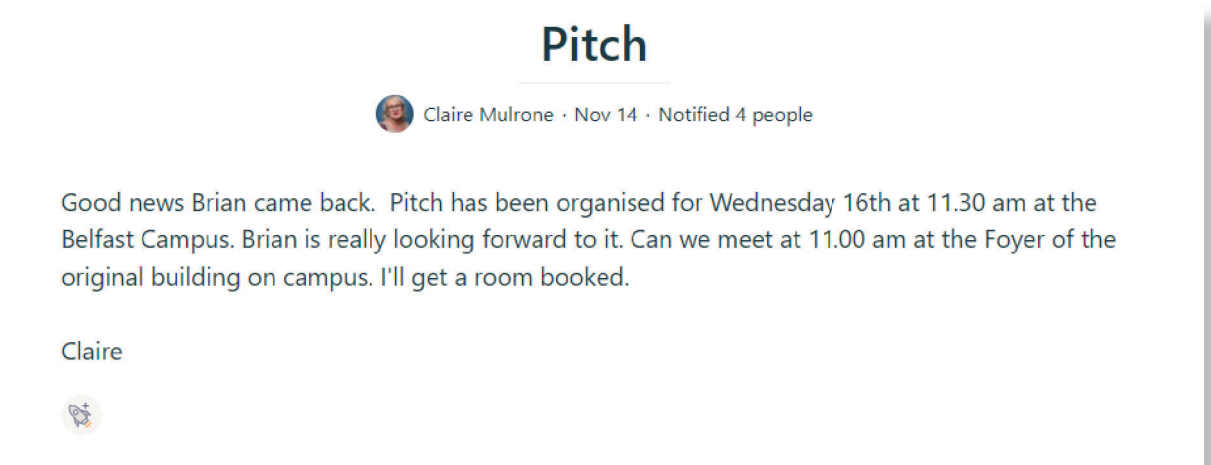 Pitch
Claire Mulrone · Nov 14 · Notified 4 people
Good news Brian came back.  Pitch has been organised for Wednesday 16th at 11.30 am at the
Belfast Campus. Brian is really looking forward to it. Can we meet at 11.00 am at the Foyer of the
original building on campus. I'll get a room booked.
Claire